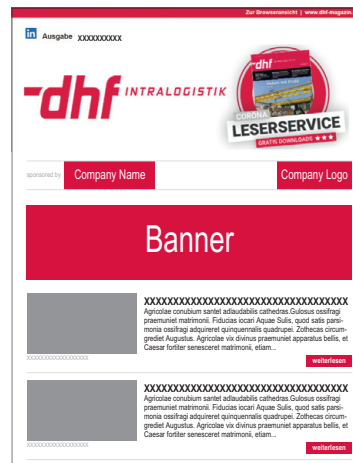 Zur Browseransicht | www.dhf-magazin.
Ausgabe XXXXXXXXXX
dhf INTRALOGISTIK
CORONA
LESERSERVICE
GRATIS DOWNLOADS ★★★
sponsored by Company Name Company Logo
Banner
XXXXXXXXXXXXXXXXXXXXXXXXXXXXXXXXXXX
Agricolae conubium santet adlaudabilis cathedras.Gulosus ossifragi
praemuniet matrimonii. Fiducias iocari Aquae Sulis, quod satis parsi-
monia ossifragi adquireret quinquennalis quadrupei. Zothecas circum-
grediet Augustus. Agricolae vix divinus praemuniet apparatus bellis, et
Caesar fortiter senesceret matrimonii, etiam...
XXXXXXXXXXXXXXXXXX
weiterlesen
XXXXXXXXXXXXXXXXXXXXXXXXXXXXXXXXXXX
Agricolae conubium santet adlaudabilis cathedras.Gulosus ossifragi
praemuniet matrimonii. Fiducias iocari Aquae Sulis, quod satis parsi-
monia ossifragi adquireret quinquennalis quadrupei. Zothecas circum-
grediet Augustus. Agricolae vix divinus praemuniet apparatus bellis, et
Caesar fortiter senesceret matrimonii, etiam...
XXXXXXXXXXXXXXXXXX
weiterlesen